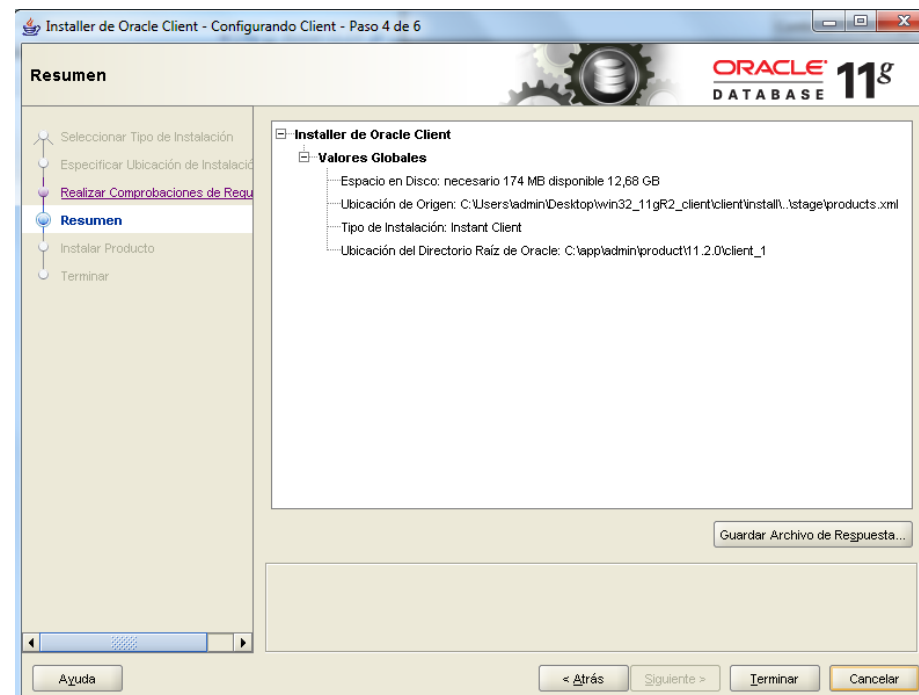 Installer de Oracle Client - Configurando Client - Paso 4 de 6
Resumen
ORACLE
DATABASE 11g
Seleccionar Tipo de Instalación
Especificar Ubicación de Instalació
Realizar Comprobaciones de Requ
Resumen
Instalar Producto
Terminar
Installer de Oracle Client
Valores Globales
Espacio en Disco: necesario 174 MB disponible 12,68 GB
Ubicación de Origen: C:\Users\admin\Desktop\win32_11gR2_client\client\install\..\stage\products.xml
Tipo de Instalación: Instant Client
Ubicación del Directorio Raíz de Oracle: C:\app\admin\product\11.2.0\client_1
Guardar Archivo de Respuesta...
Ayuda
< Atrás
Siguiente >
Terminar
Cancelar